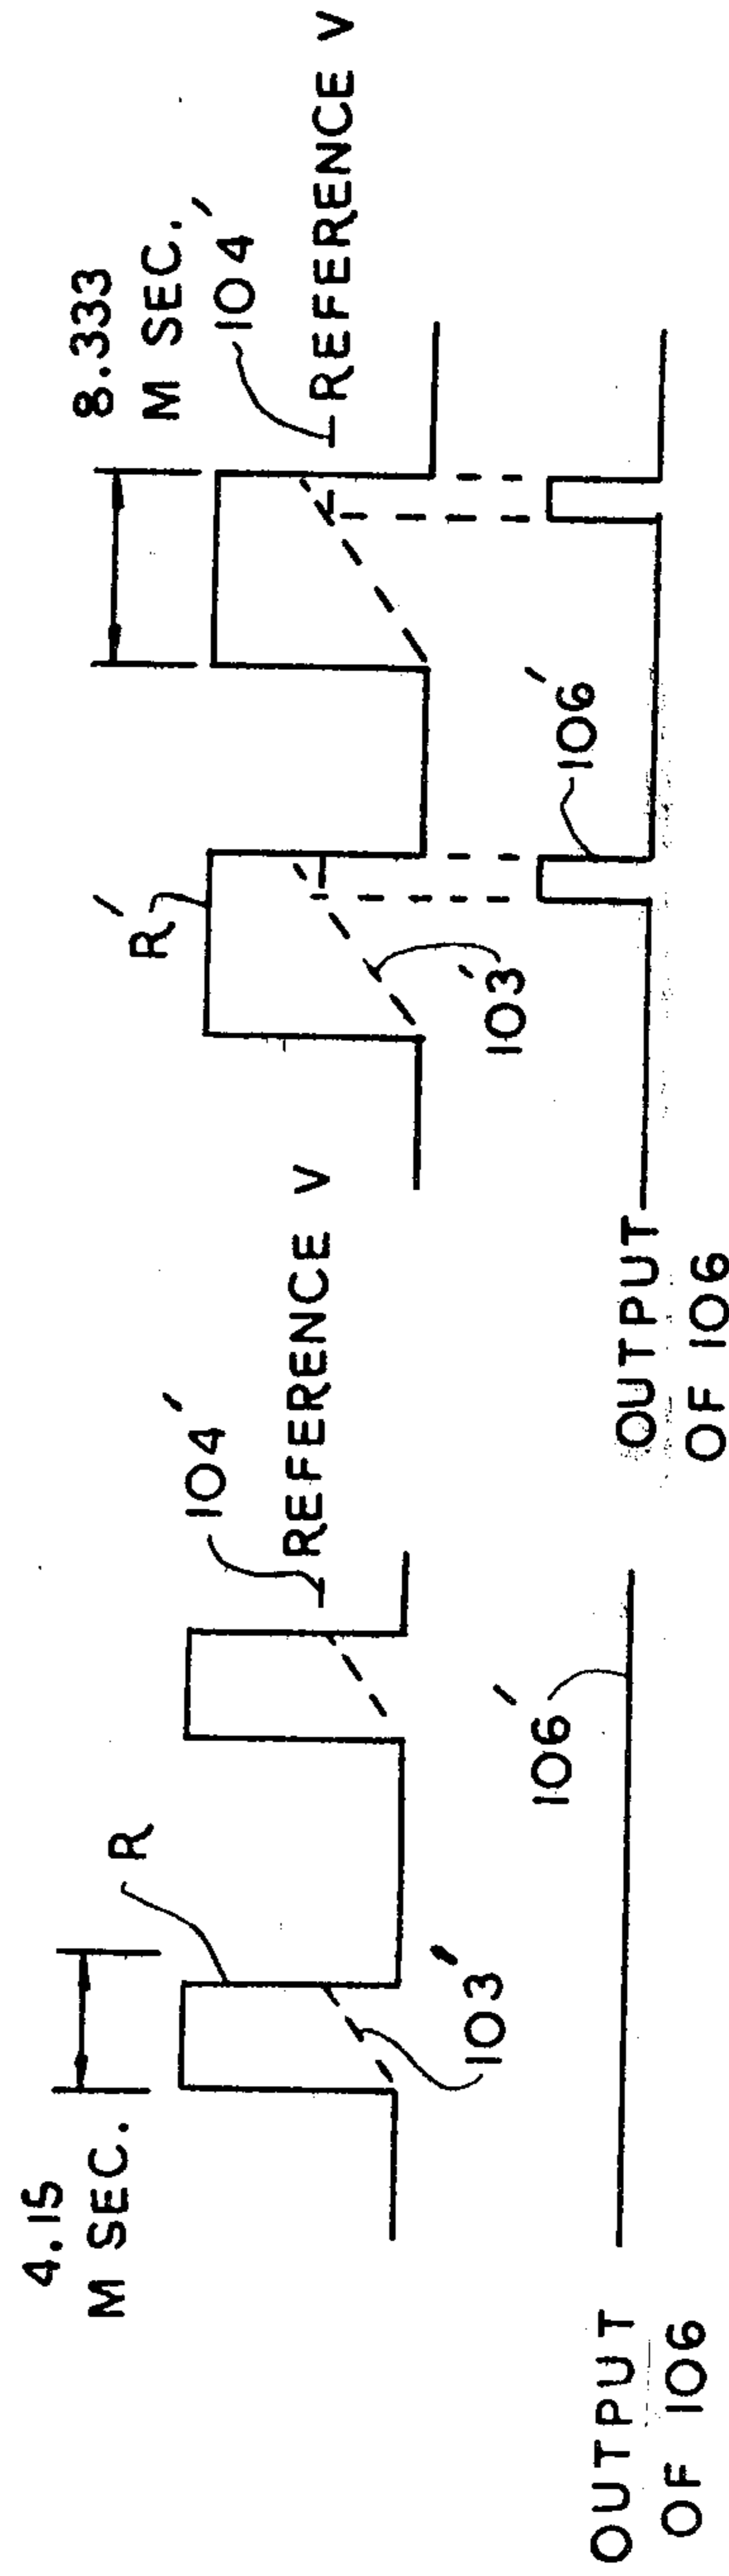 4.15
M SEC.
R
104'
REFERENCE V
103'
106'
OUTPUT
OF 106
8.333
M SEC.
R'
104'
REFERENCE V
103'
106'
OUTPUT
OF 106